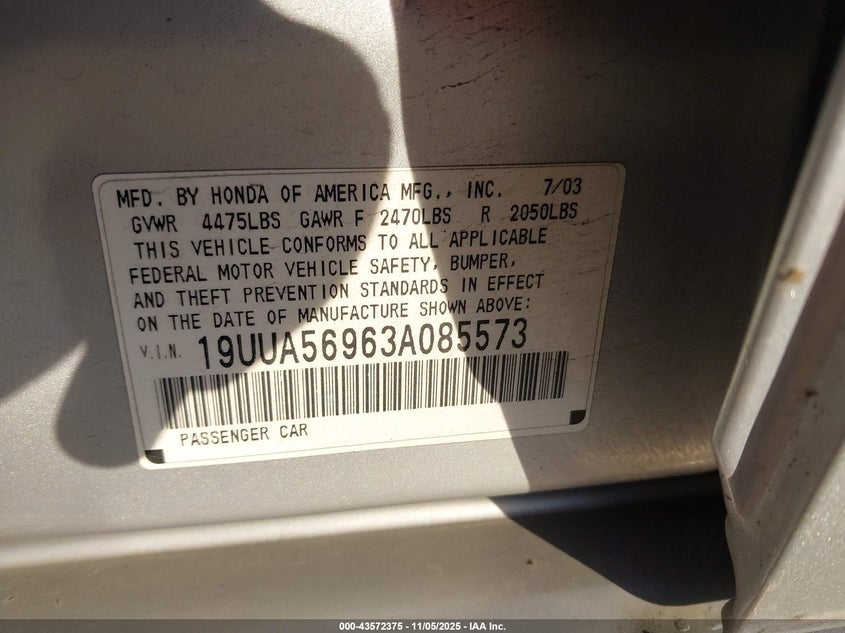 MFD. BY HONDA OF AMERICA MFG., INC. 7/03
GVWR 4475LBS GAWR F 2470LBS R 2050LBS
THIS VEHICLE CONFORMS TO ALL APPLICABLE
FEDERAL MOTOR VEHICLE SAFETY, BUMPER,
AND THEFT PREVENTION STANDARDS IN EFFECT
ON THE DATE OF MANUFACTURE SHOWN ABOVE:
V.I.N. 19UUA56963A085573
PASSENGER CAR
000-43572375 - 11/05/2025 - IAA Inc.